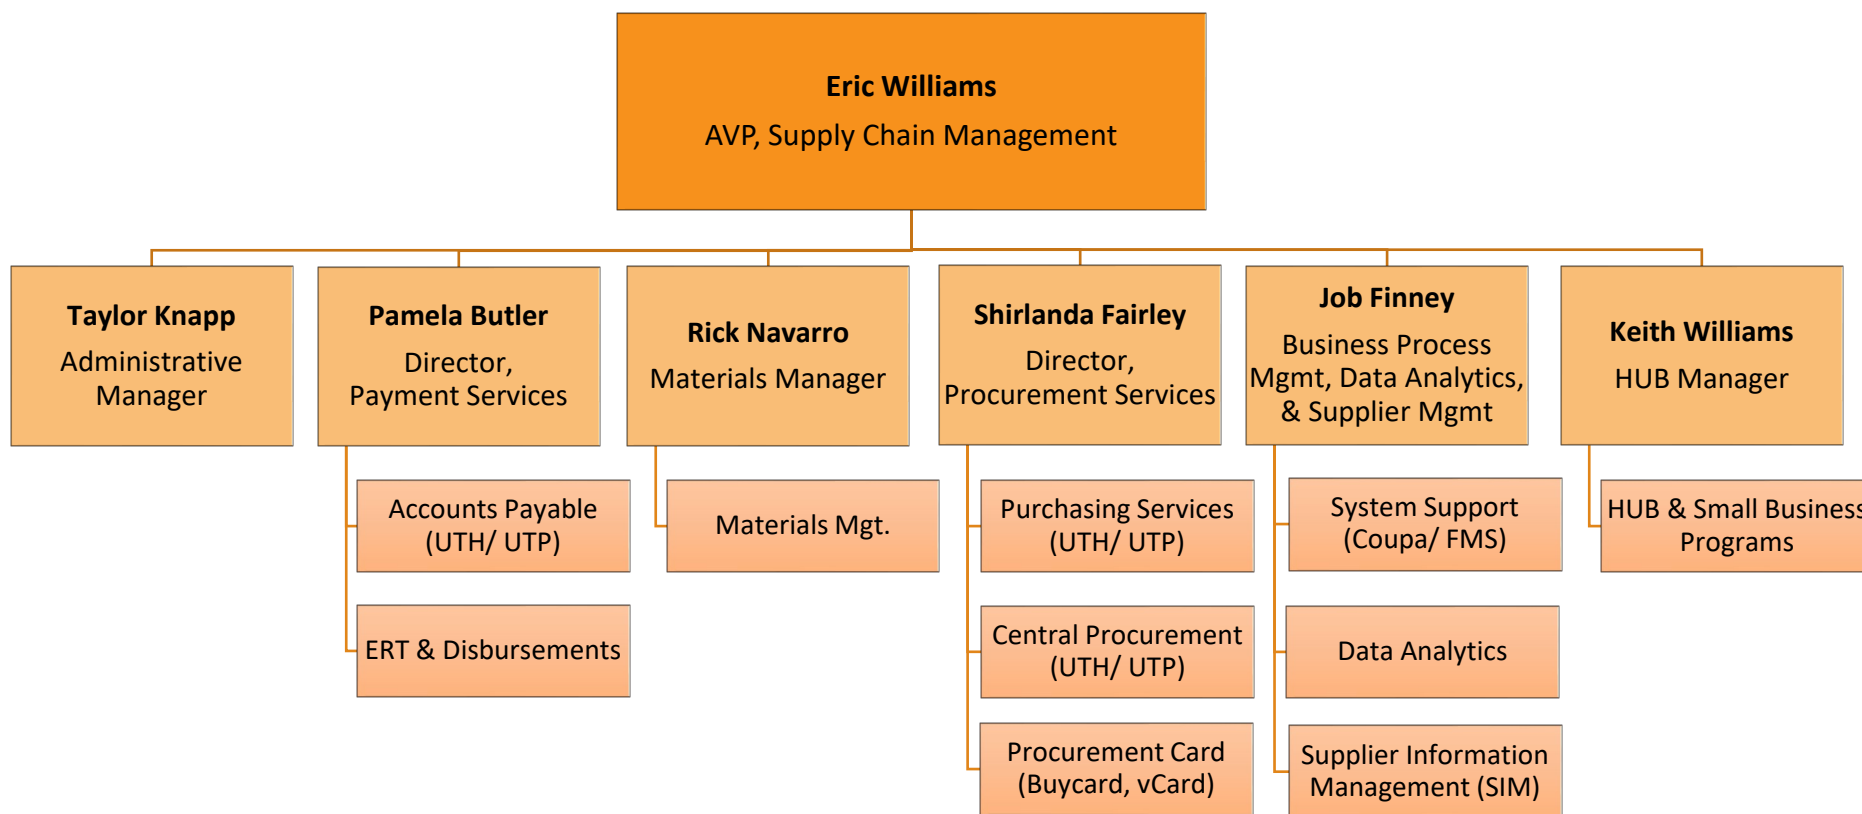 Eric Williams
AVP, Supply Chain Management
Taylor Knapp
Administrative
Manager
Pamela Butler
Director,
Payment Services
Rick Navarro
Materials Manager
Shirlanda Fairley
Director,
Procurement Services
Job Finney
Business Process
Mgmt, Data Analytics,
& Supplier Mgmt
Keith Williams
HUB Manager
Accounts Payable
(UTH/ UTP)
ERT & Disbursements
Materials Mgt.
Purchasing Services
(UTH/ UTP)
Central Procurement
(UTH/ UTP)
Procurement Card
(Buycard, vCard)
System Support
(Coupa/ FMS)
Data Analytics
Supplier Information
Management (SIM)
HUB & Small Business
Programs